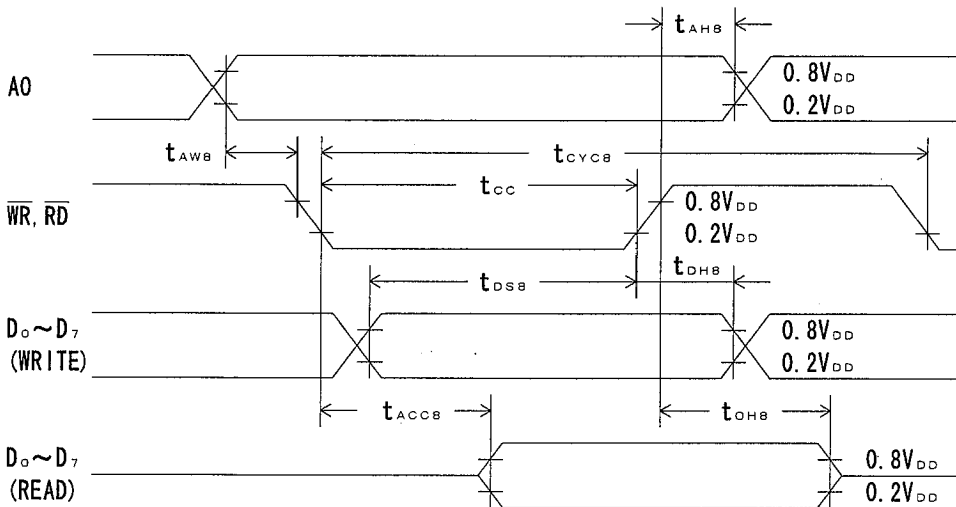 tAH8
A0
0.8VDD
0.2VDD
tAW8
tCYC8
tCC
WR, RD
0.8VDD
0.2VDD
tDS8
tDH8
D0~D7
(WRITE)
0.8VDD
0.2VDD
tACC8
tOH8
D0~D7
(READ)
0.8VDD
0.2VDD